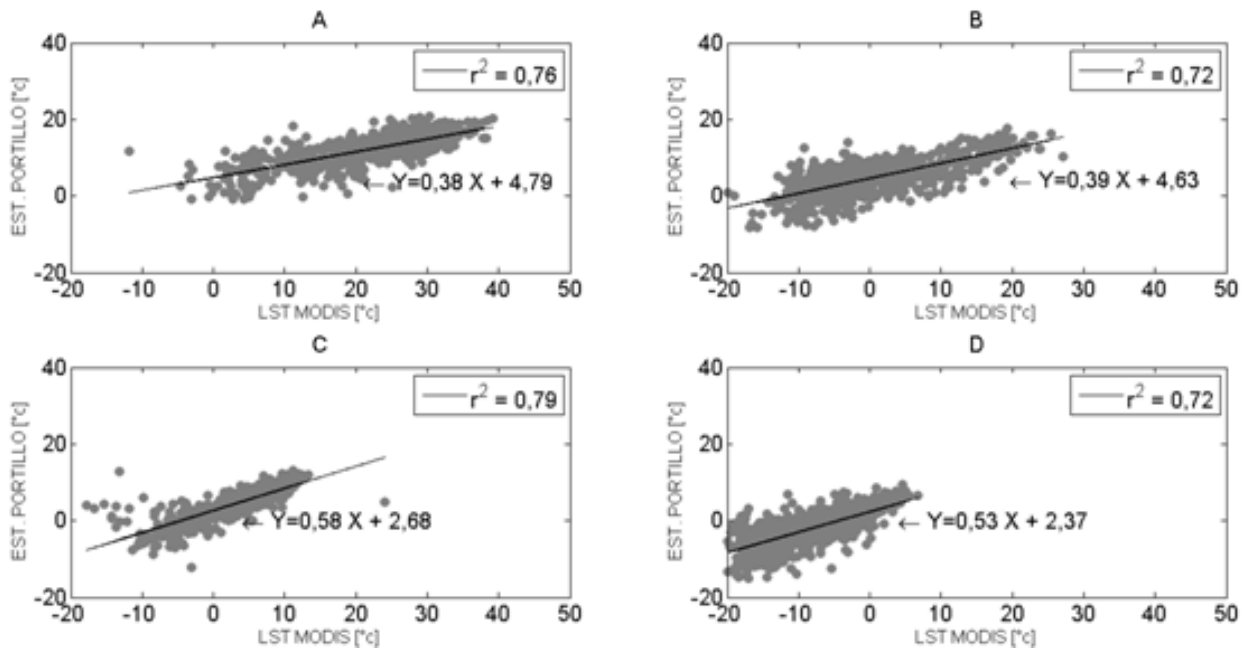 A
40
20
0
-20
EST. PORTILLO [°c]
r² = 0,76
← Y=0,38 X + 4,79
-20 -10 0 10 20 30 40 50
LST MODIS [°c]
B
40
20
0
-20
EST. PORTILLO [°c]
r² = 0,72
← Y=0,39 X + 4,63
-20 -10 0 10 20 30 40 50
LST MODIS [°c]
C
40
20
0
-20
EST. PORTILLO [°c]
r² = 0,79
← Y=0,58 X + 2,68
-20 -10 0 10 20 30 40 50
LST MODIS [°c]
D
40
20
0
-20
EST. PORTILLO [°c]
r² = 0,72
← Y=0,53 X + 2,37
-20 -10 0 10 20 30 40 50
LST MODIS [°c]